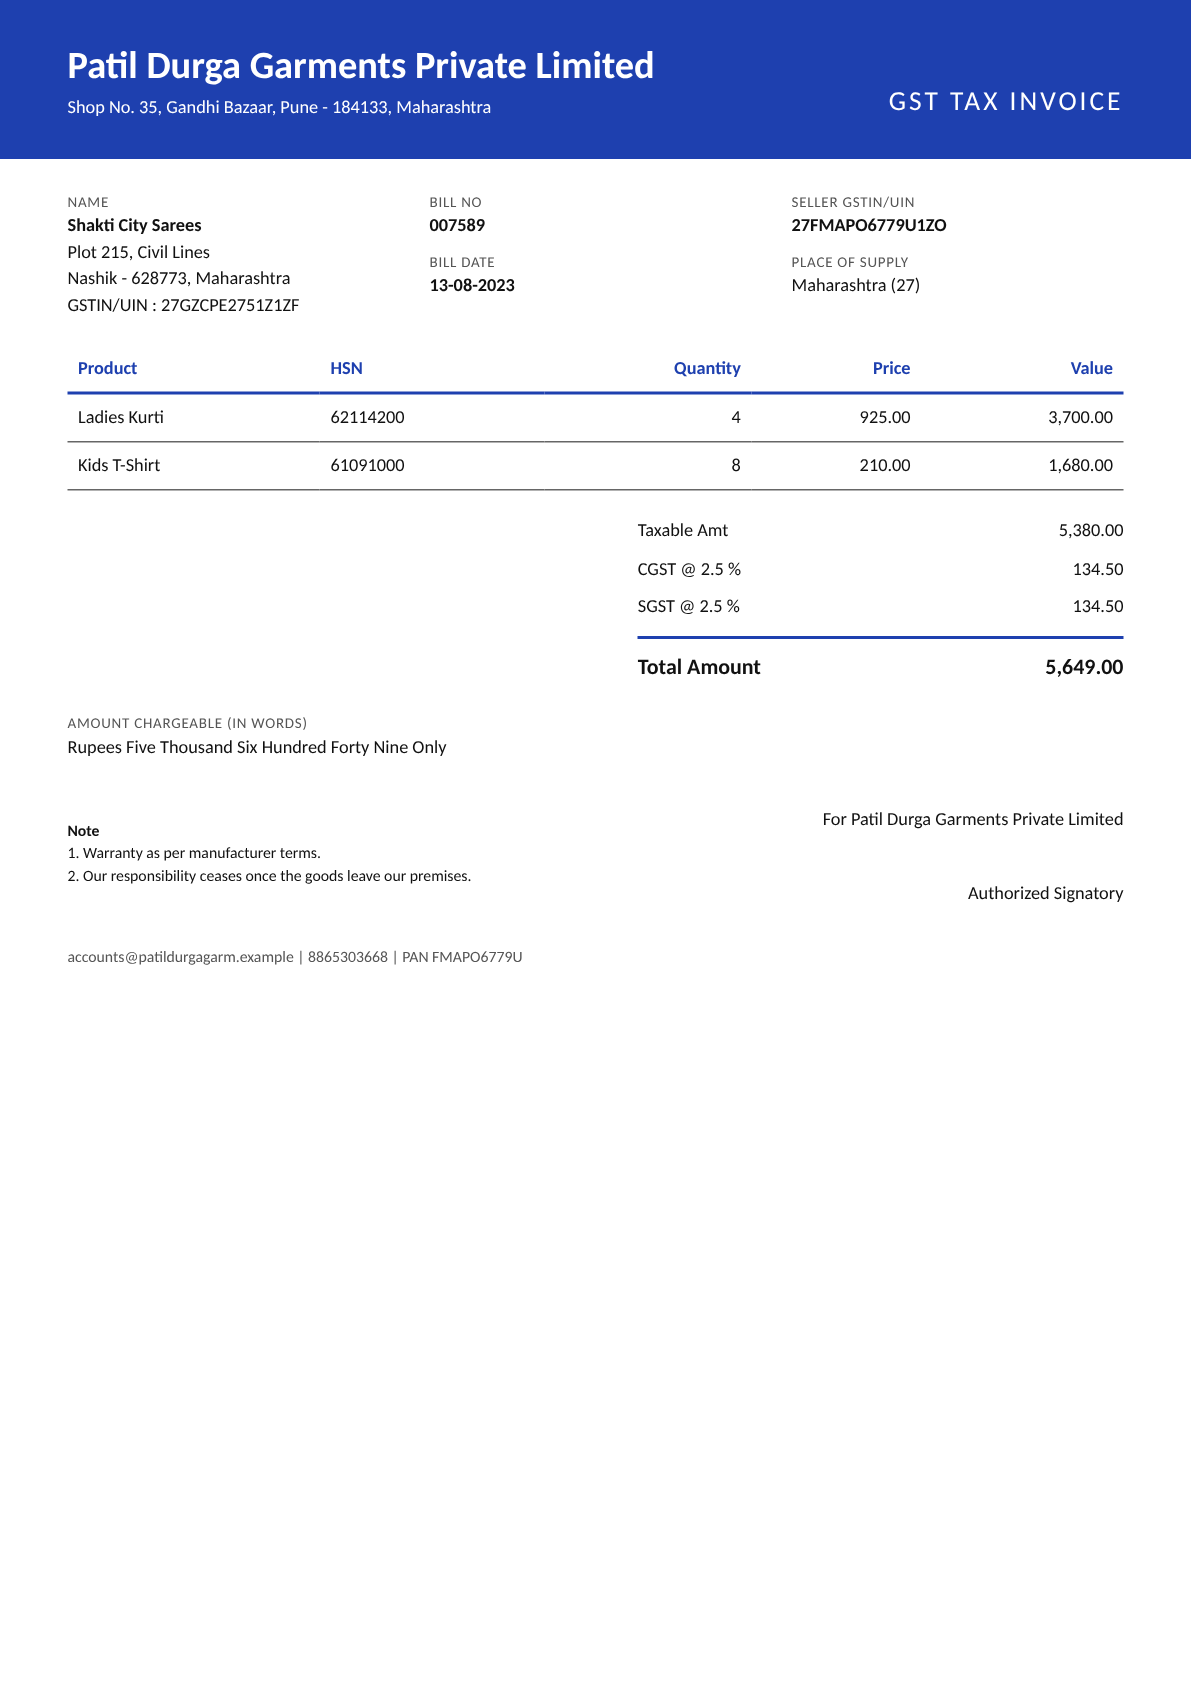 Patil Durga Garments Private Limited
Shop No. 35, Gandhi Bazaar, Pune - 184133, Maharashtra
GST TAX INVOICE
NAME
Shakti City Sarees
Plot 215, Civil Lines
Nashik - 628773, Maharashtra
GSTIN/UIN : 27GZCPE2751Z1ZF
BILL NO
007589
BILL DATE
13-08-2023
SELLER GSTIN/UIN
27FMAPO6779U1ZO
PLACE OF SUPPLY
Maharashtra (27)
Product HSN Quantity Price Value
Ladies Kurti 62114200 4 925.00 3,700.00
Kids T-Shirt 61091000 8 210.00 1,680.00
Taxable Amt 5,380.00
CGST @ 2.5 % 134.50
SGST @ 2.5 % 134.50
Total Amount 5,649.00
AMOUNT CHARGEABLE (IN WORDS)
Rupees Five Thousand Six Hundred Forty Nine Only
Note
1. Warranty as per manufacturer terms.
2. Our responsibility ceases once the goods leave our premises.
For Patil Durga Garments Private Limited
Authorized Signatory
accounts@patildurgagarm.example | 8865303668 | PAN FMAPO6779U